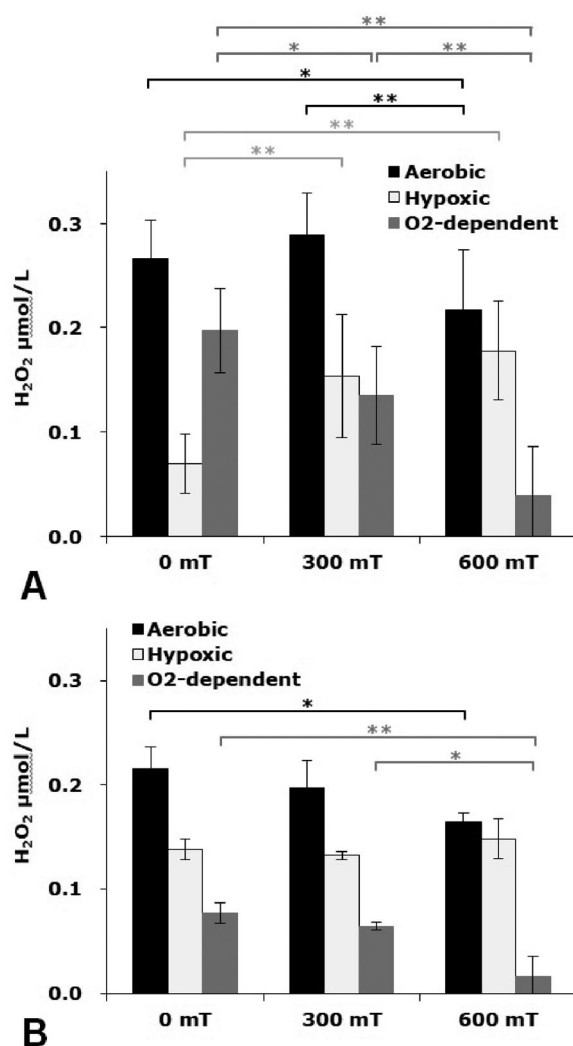 **
* **
*
**
**
**
Aerobic
Hypoxic
O2-dependent
0.3
0.2
0.1
0.0
H₂O₂ µmol/L
0 mT 300 mT 600 mT
A
Aerobic
Hypoxic
O2-dependent
*
**
*
0.3
0.2
0.1
0.0
H₂O₂ µmol/L
0 mT 300 mT 600 mT
B